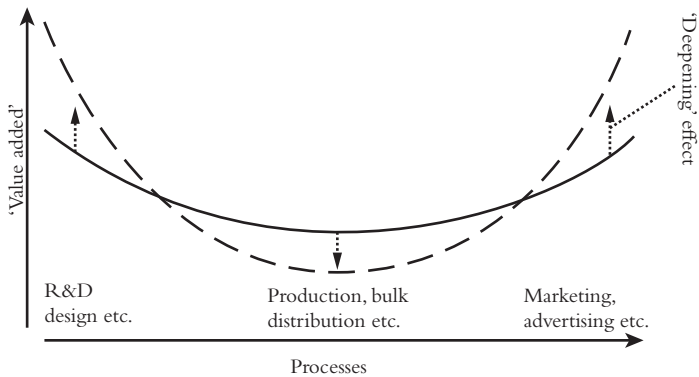 'Value added'
'Deepening' effect
R&D
design etc.
Production, bulk
distribution etc.
Marketing,
advertising etc.
Processes